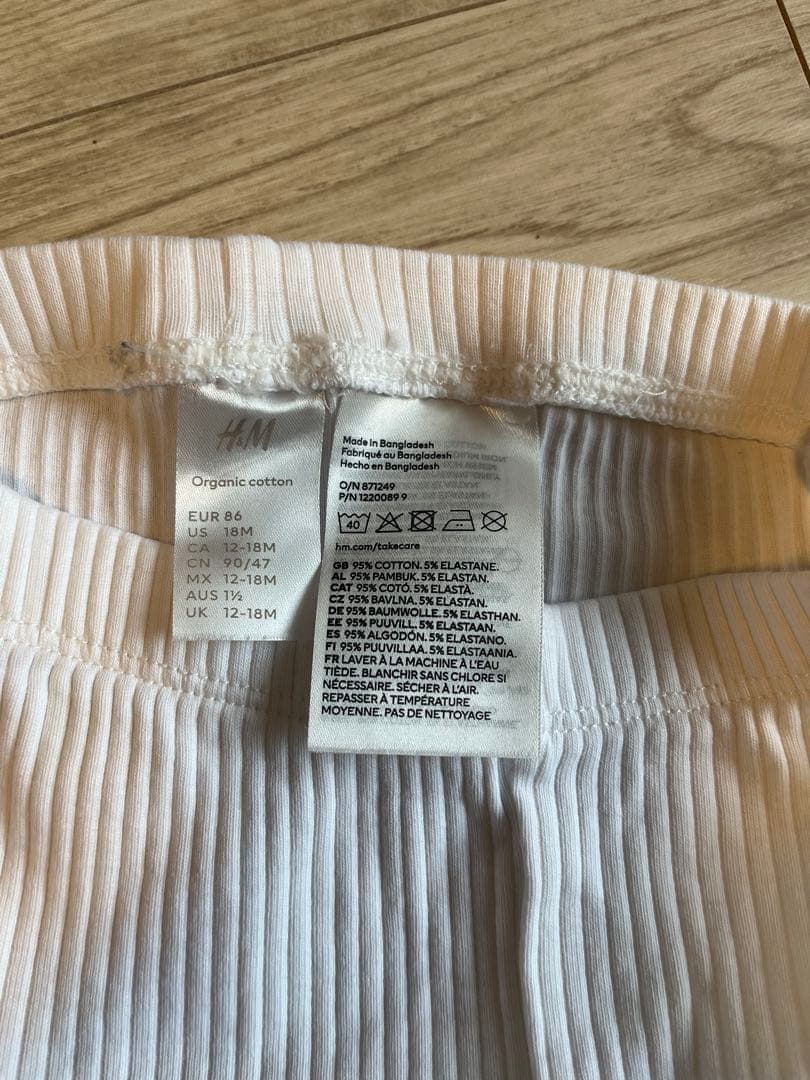 H&M
Organic cotton
EUR 86
US 18M
CA 12-18M
CN 90/47
MX 12-18M
AUS 1½
UK 12-18M
Made in Bangladesh
Fabriqué au Bangladesh
Hecho en Bangladesh
O/N 871249
P/N 1220089 9
40
hm.com/takecare
GB 95% COTTON. 5% ELASTANE.
AL 95% PAMBUK. 5% ELASTAN.
CAT 95% COTÓ. 5% ELASTÀ.
CZ 95% BAVLNA. 5% ELASTAN.
DE 95% BAUMWOLLE. 5% ELASTHAN.
EE 95% PUUVILL. 5% ELASTAAN.
ES 95% ALGODÓN. 5% ELASTANO.
FI 95% PUUVILLAA. 5% ELASTAANIA.
FR LAVER À LA MACHINE À L'EAU
TIÈDE. BLANCHIR SANS CHLORE SI
NÉCESSAIRE. SÉCHER À L'AIR.
REPASSER À TEMPÉRATURE
MOYENNE. PAS DE NETTOYAGE